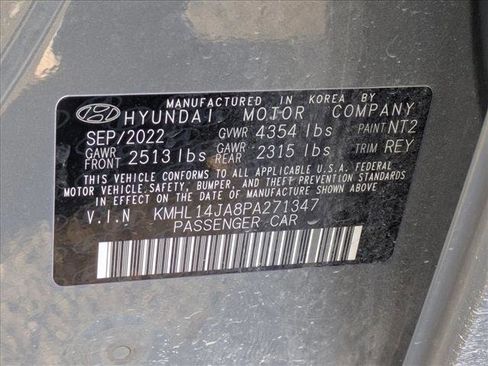 MANUFACTURED IN KOREA BY
HYUNDAI MOTOR COMPANY
SEP/2022 GVWR 4354 lbs PAINT NT2
GAWR FRONT 2513 lbs GAWR REAR 2315 lbs TRIM REY
THIS VEHICLE CONFORMS TO ALL APPLICABLE U.S.A. FEDERAL
MOTOR VEHICLE SAFETY, BUMPER, AND THEFT PREVENTION STANDARDS
IN EFFECT ON THE DATE OF MANUFACTURE SHOWN ABOVE.
V.I.N KMHL14JA8PA271347
PASSENGER CAR